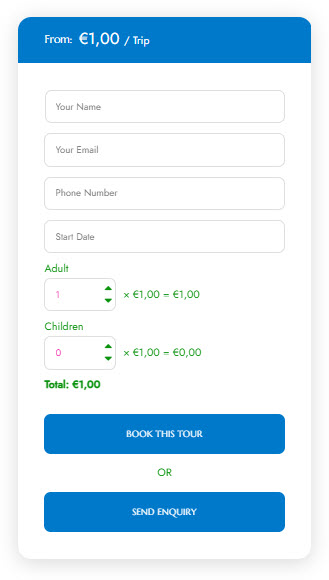 From: €1,00 / Trip
Your Name
Your Email
Phone Number
Start Date
Adult
1 × €1,00 = €1,00
Children
0 × €1,00 = €0,00
Total: €1,00
BOOK THIS TOUR
OR
SEND ENQUIRY